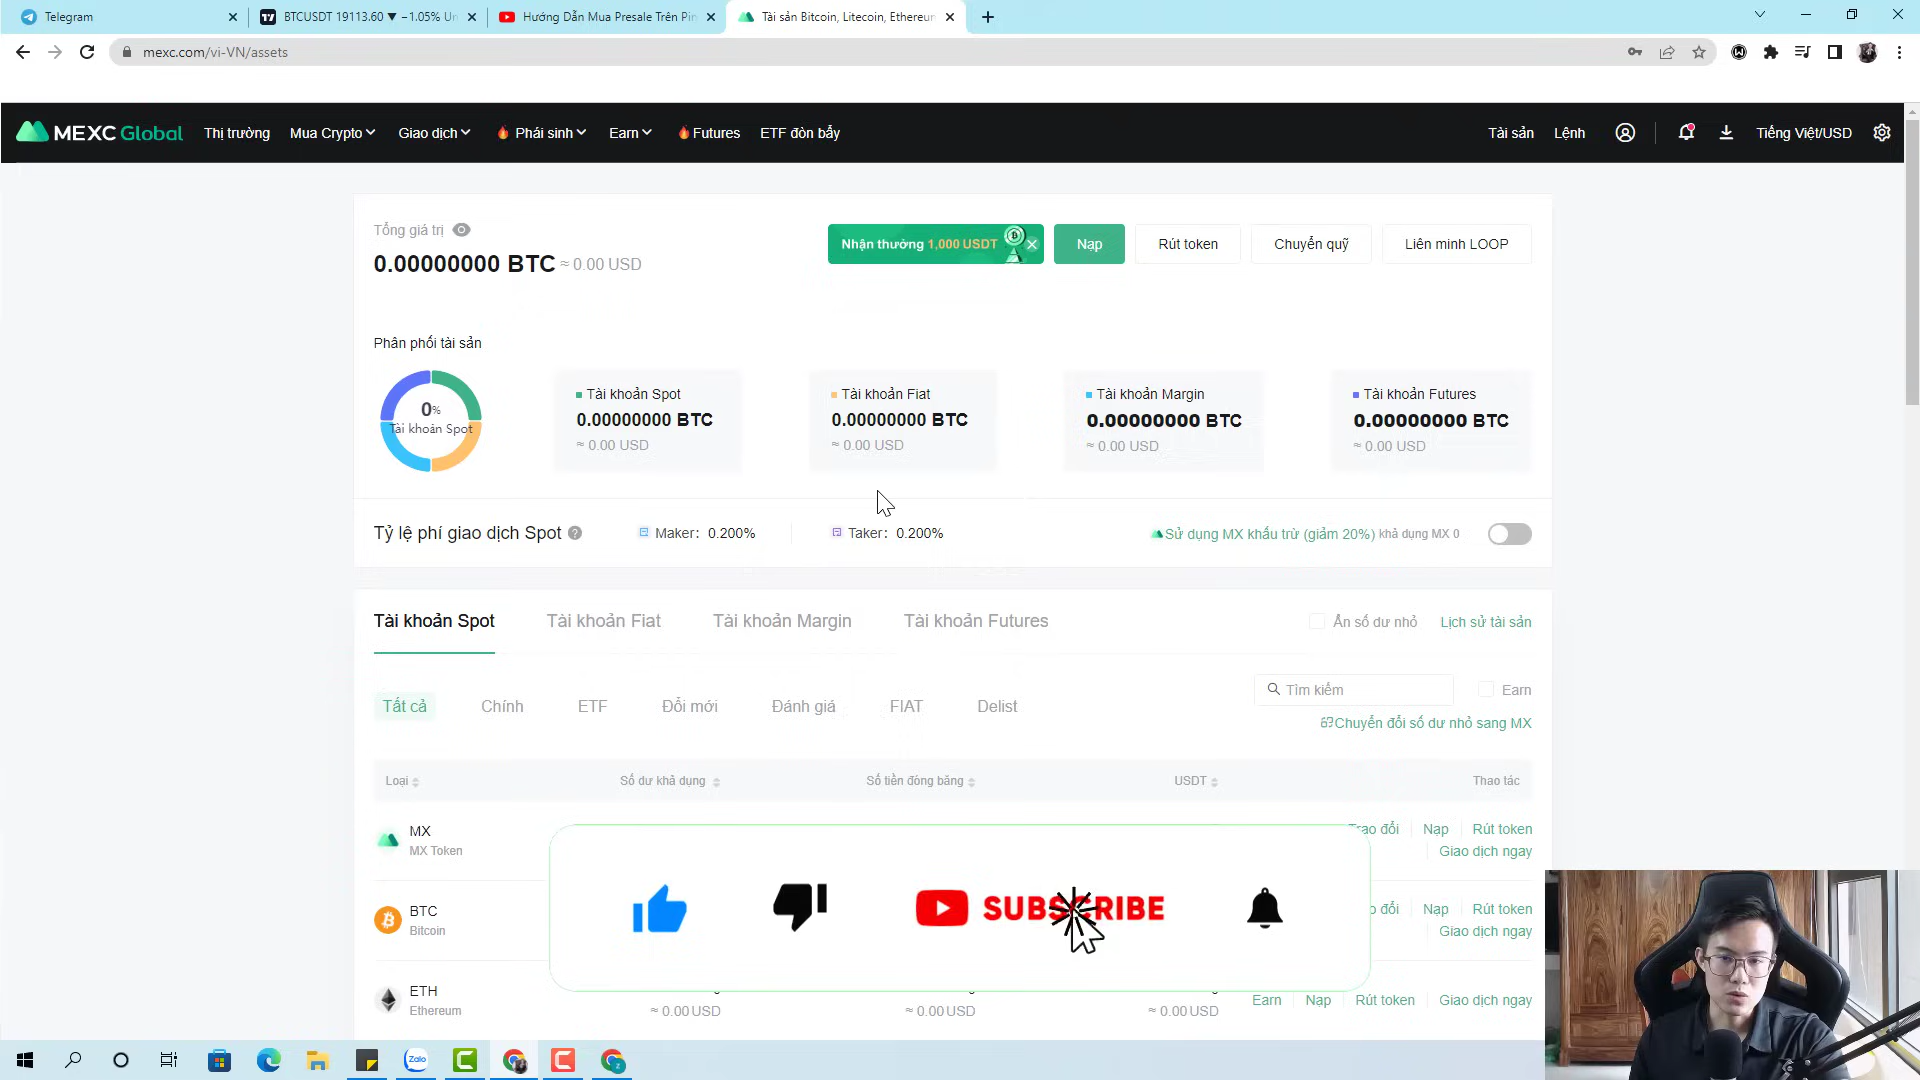 Telegram
BTCUSDT 19113.60 ▼ −1.05% Un
Hướng Dẫn Mua Presale Trên Pin
Tài sản Bitcoin, Litecoin, Ethereun
mexc.com/vi-VN/assets
MEXC Global
Thị trường
Mua Crypto
Giao dịch
Phái sinh
Earn
Futures
ETF đòn bẩy
Tài sản
Lệnh
Tiếng Việt/USD
Tổng giá trị
0.00000000 BTC ≈ 0.00 USD
Nhận thưởng 1,000 USDT
Nạp
Rút token
Chuyển quỹ
Liên minh LOOP
Phân phối tài sản
0%
Tài khoản Spot
Tài khoản Spot
0.00000000 BTC
≈ 0.00 USD
Tài khoản Fiat
0.00000000 BTC
≈ 0.00 USD
Tài khoản Margin
0.00000000 BTC
≈ 0.00 USD
Tài khoản Futures
0.00000000 BTC
≈ 0.00 USD
Tỷ lệ phí giao dịch Spot
Maker: 0.200%
Taker: 0.200%
Sử dụng MX khấu trừ (giảm 20%) khả dụng MX 0
Tài khoản Spot
Tài khoản Fiat
Tài khoản Margin
Tài khoản Futures
Ẩn số dư nhỏ
Lịch sử tài sản
Tất cả
Chính
ETF
Đổi mới
Đánh giá
FIAT
Delist
Tìm kiếm
Earn
Chuyển đổi số dư nhỏ sang MX
Loại
Số dư khả dụng
Số tiền đóng băng
USDT
Thao tác
MX
MX Token
Trao đổi
Nạp
Rút token
Giao dịch ngay
BTC
Bitcoin
đổi
Nạp
Rút token
Giao dịch ngay
SUBSCRIBE
ETH
Ethereum
≈ 0.00 USD
≈ 0.00 USD
≈ 0.00 USD
Earn
Nạp
Rút token
Giao dịch ngay
Zalo